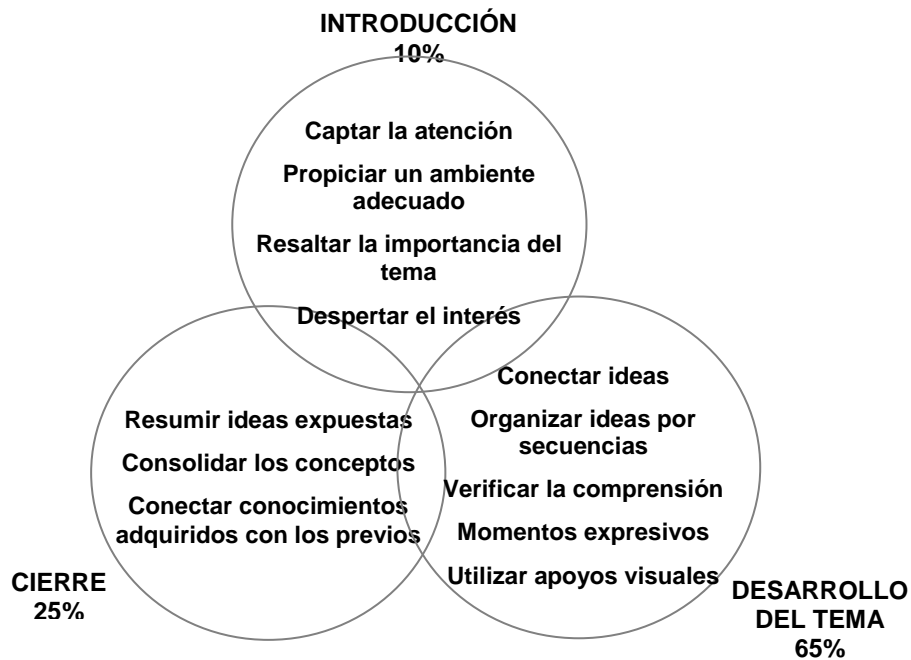 INTRODUCCIÓN
10%
Captar la atención
Propiciar un ambiente
adecuado
Resaltar la importancia del
tema
Despertar el interés
Conectar ideas
Organizar ideas por
secuencias
Verificar la comprensión
Momentos expresivos
Utilizar apoyos visuales
DESARROLLO
DEL TEMA
65%
Resumir ideas expuestas
Consolidar los conceptos
Conectar conocimientos
adquiridos con los previos
CIERRE
25%